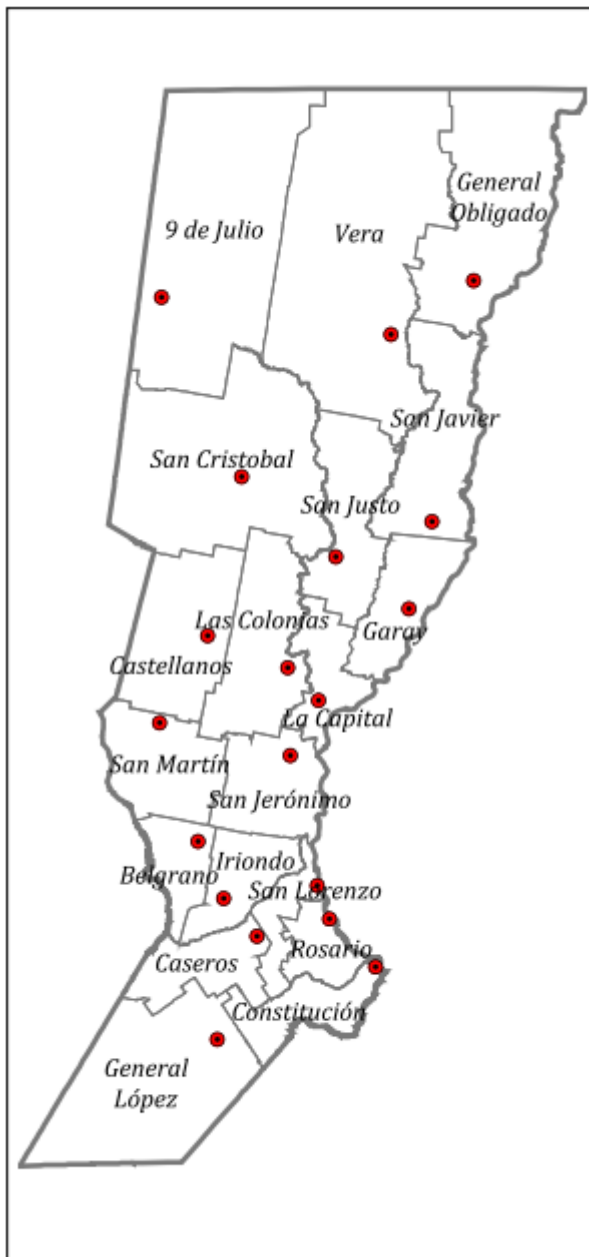 General
Obligado
9 de Julio
Vera
San Javier
San Cristobal
San Justo
Las Colonias
Garay
Castellanos
La Capital
San Martín
San Jerónimo
Iriondo
Belgrano
San Lorenzo
Rosario
Caseros
Constitución
General
López